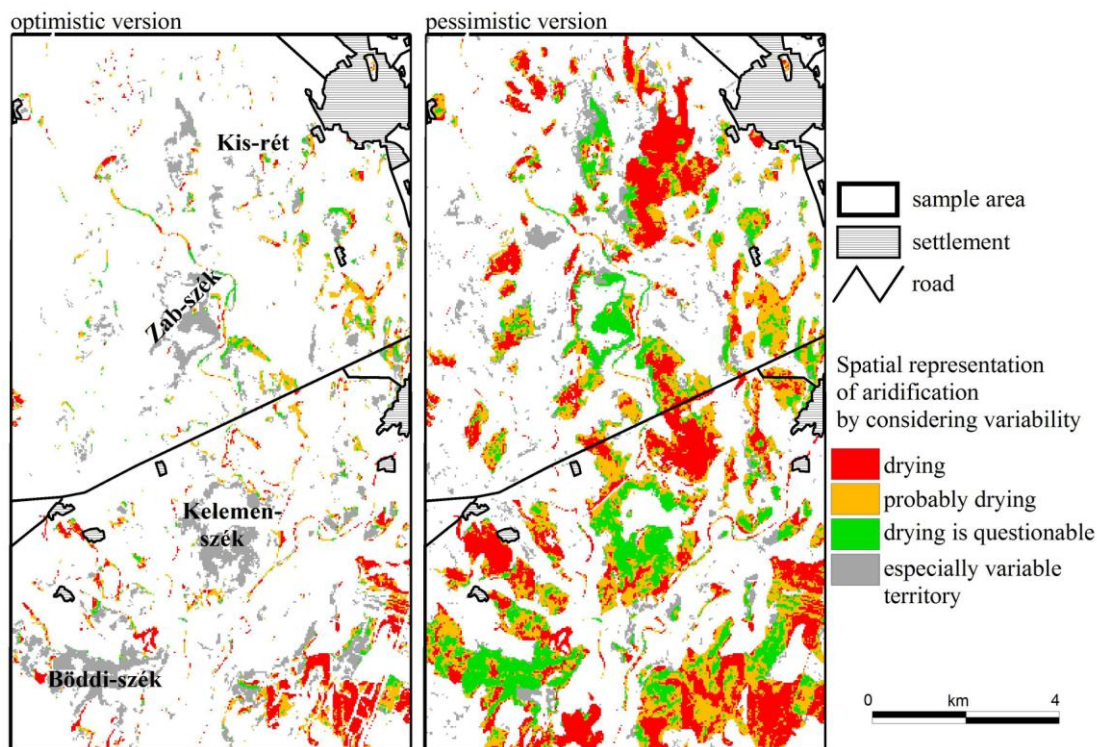 optimistic version
pessimistic version
Kis-rét
Zab-szék
Kelemen-
szék
Böddi-szék
sample area
settlement
road
Spatial representation
of aridification
by considering variability
drying
probably drying
drying is questionable
especially variable
territory
0 km 4